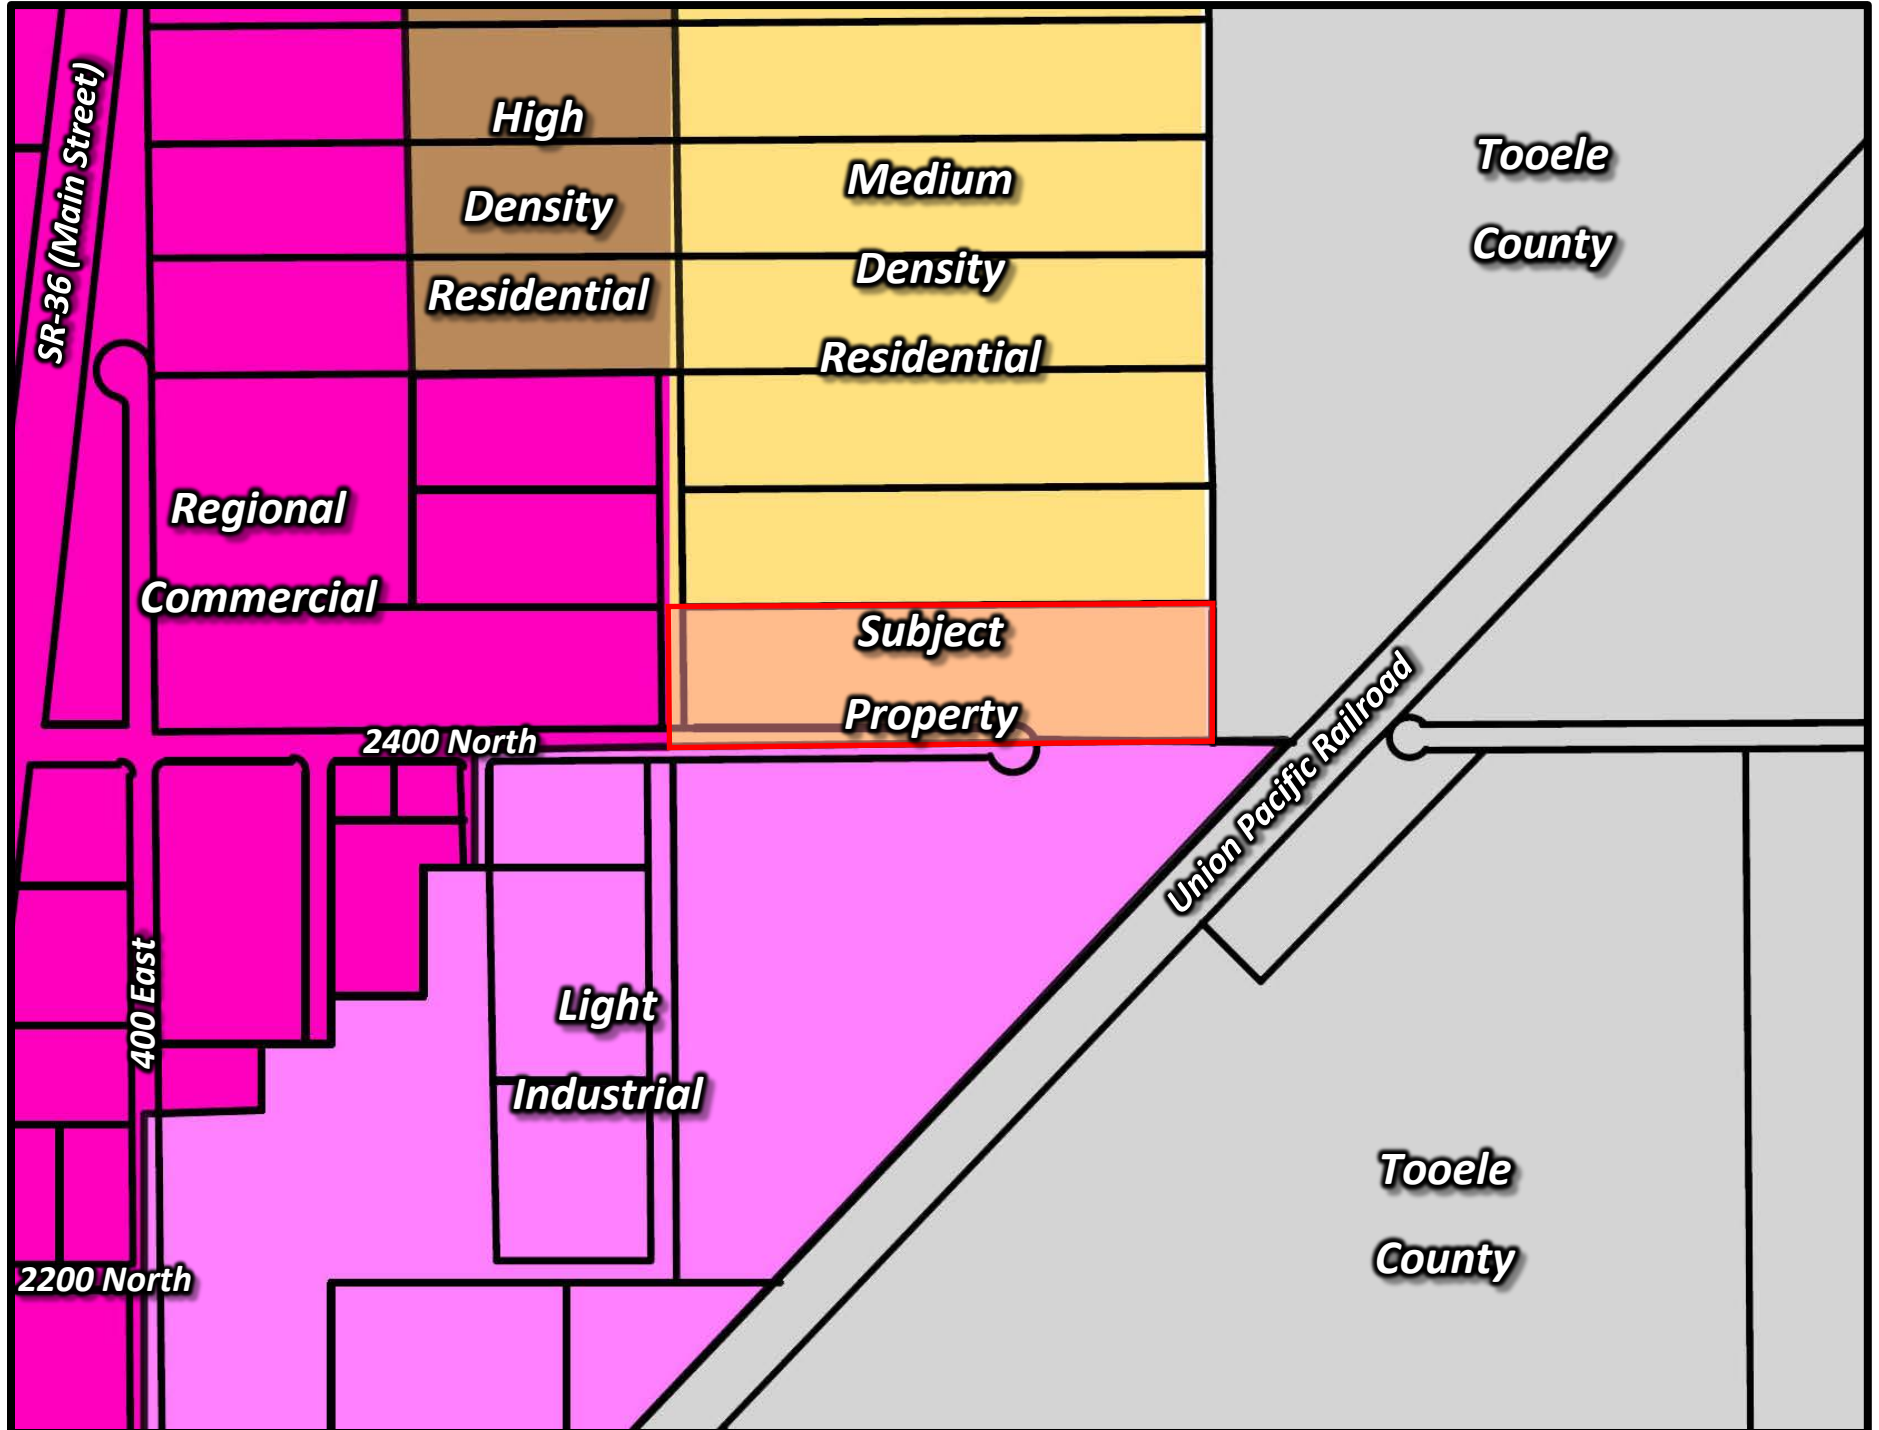 SR-36 (Main Street)
High
Density
Residential
Medium
Density
Residential
Tooele
County
Regional
Commercial
Subject
Property
2400 North
Union Pacific Railroad
400 East
Light
Industrial
Tooele
County
2200 North